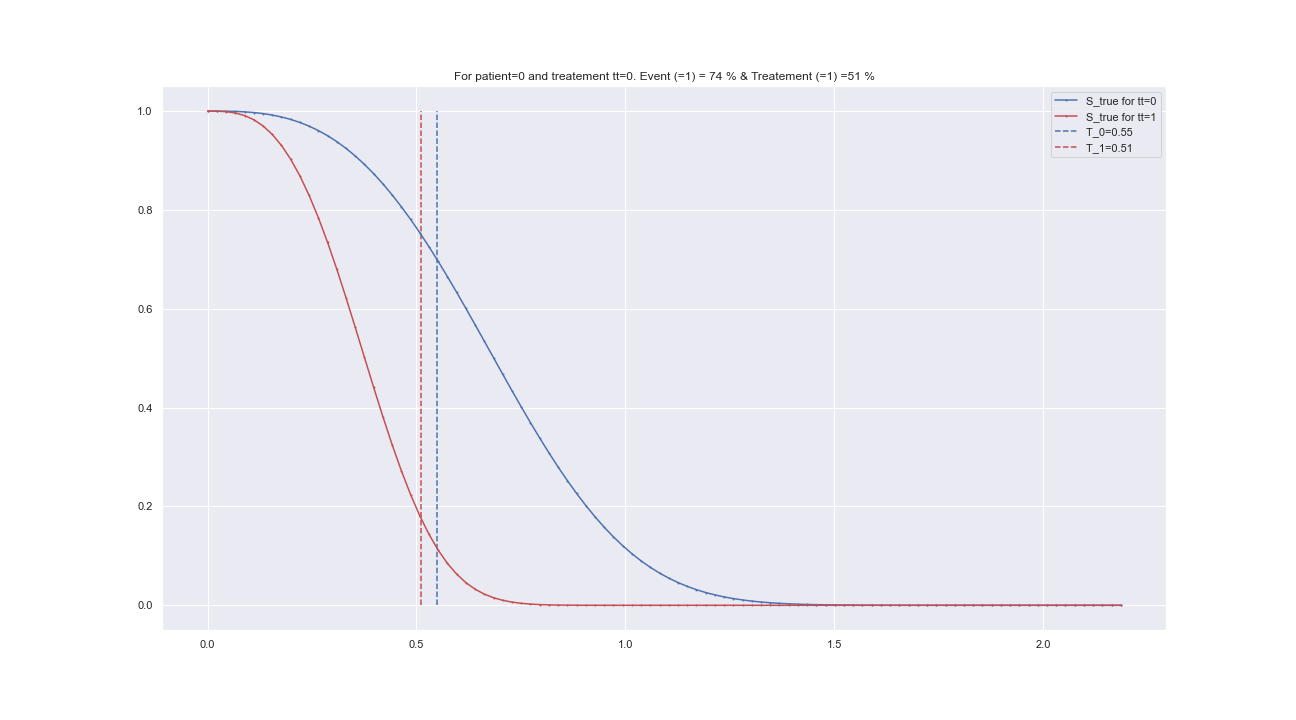 For patient=0 and treatement tt=0. Event (=1) = 74 % & Treatement (=1) =51 %
S_true for tt=0
S_true for tt=1
T_0=0.55
T_1=0.51
1.0
0.8
0.6
0.4
0.2
0.0
0.0 0.5 1.0 1.5 2.0